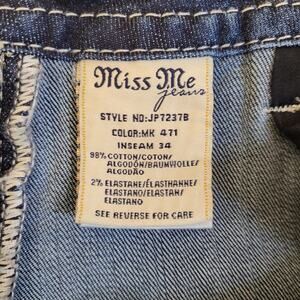 Miss Me
jeans
STYLE NO:JP7237B
COLOR:MK 471
INSEAM 34
98% COTTON/COTON/
ALGODÓN/BAUMWOLLE/
ALGODÃO
2% ELASTANE/ÉLASTHANNE/
ELASTANO/ELASTAN/
ELASTANO
SEE REVERSE FOR CARE